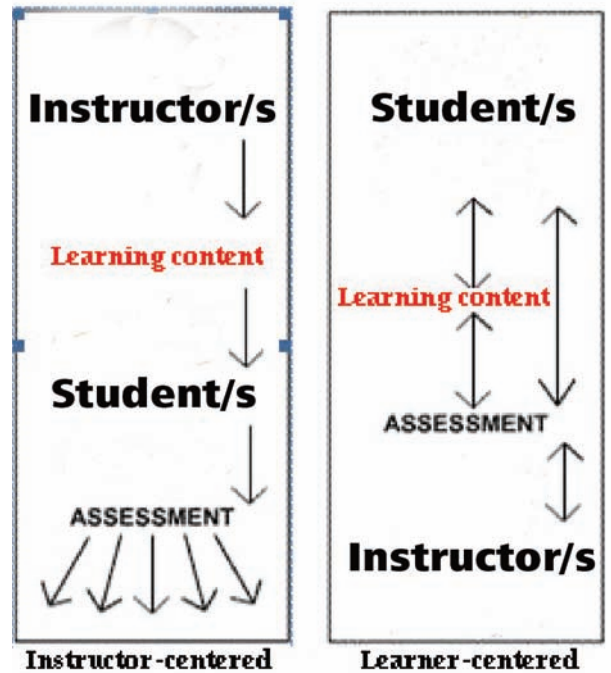 Instructor/s
Learning content
Student/s
ASSESSMENT
Instructor-centered
Student/s
Learning content
ASSESSMENT
Instructor/s
Learner-centered